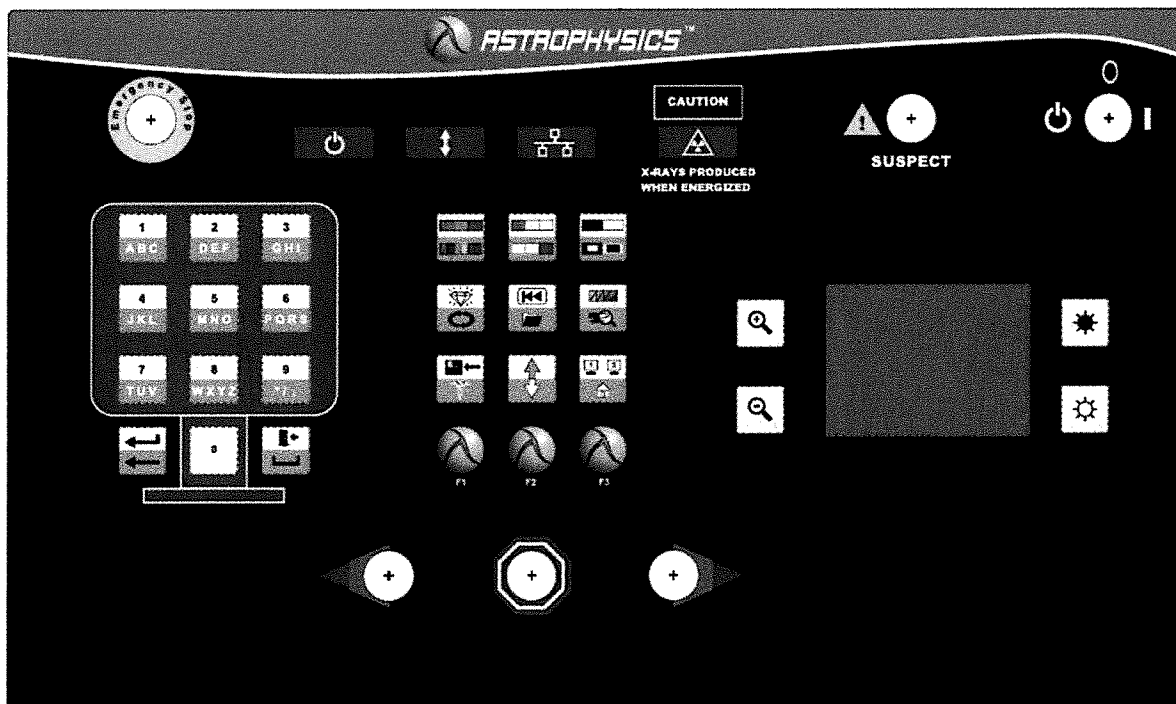 ASTROPHYSICS™
Emergency Stop
CAUTION
X-RAYS PRODUCED
WHEN ENERGIZED
SUSPECT
O
I
1
ABC
2
DEF
3
GHI
4
JKL
5
MNO
6
PQRS
7
TUV
8
WXYZ
9
0
F1
F2
F3